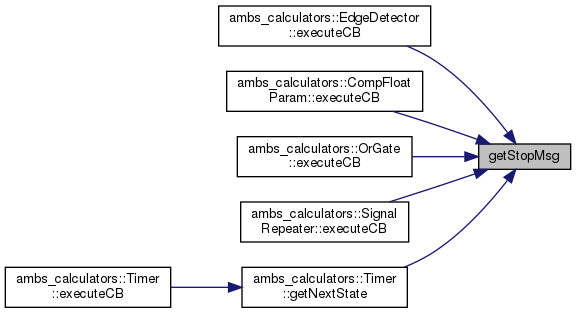 ambs_calculators::EdgeDetector
::executeCB
ambs_calculators::CompFloat
Param::executeCB
ambs_calculators::OrGate
::executeCB
getStopMsg
ambs_calculators::Signal
Repeater::executeCB
ambs_calculators::Timer
::executeCB
ambs_calculators::Timer
::getNextState